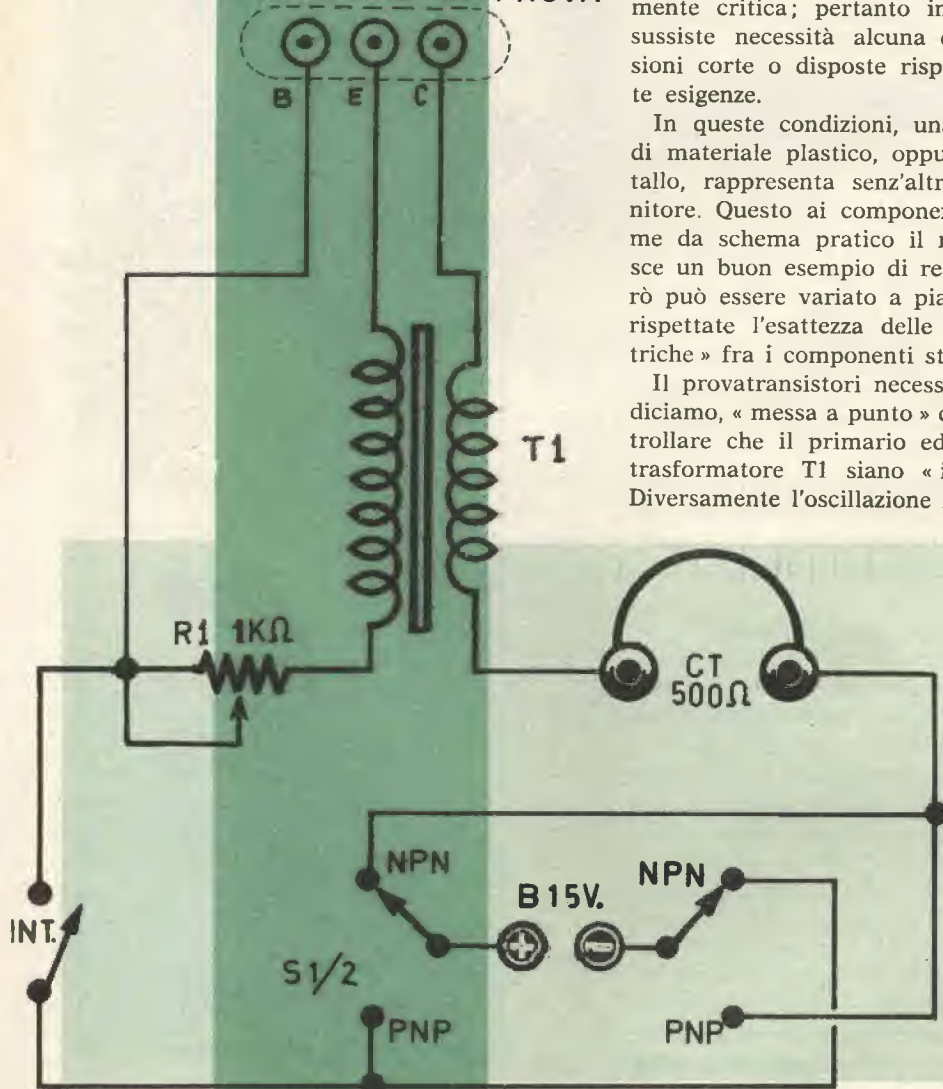 B E C
T1
R1 1KΩ
CT
500Ω
NPN
B 15V.
NPN
INT.
S1/2
PNP
PNP
mente critica; pertanto in
sussiste necessità alcuna
sioni corte o disposte risp
te esigenze.
In queste condizioni, un
di materiale plastico, oppu
tallo, rappresenta senz'altr
nitore. Questo ai compone
me da schema pratico il
sce un buon esempio di re
rò può essere variato a pia
rispettate l'esattezza delle
triche » fra i componenti st
Il provatransistori necess
diciamo, « messa a punto »
trollare che il primario ed
trasformatore T1 siano « i
Diversamente l'oscillazione